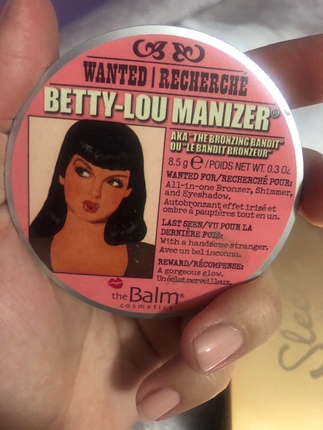 WANTED | RECHERCHÉ
BETTY-LOU MANIZER®
AKA "THE BRONZING BANDIT"
OU "LE BANDIT BRONZEUR"
8.5 g ℮ / POIDS NET WT. 0.3 Oz.
WANTED FOR/RECHERCHÉ POUR:
All-in-one Bronzer, Shimmer,
and Eyeshadow.
Autobronzant effet irisé et
ombre à paupières tout en un.
LAST SEEN/VU POUR LA
DERNIÈRE FOIS:
With a handsome stranger.
Avec un bel inconnu.
REWARD/RÉCOMPENSE:
A gorgeous glow.
Un éclat merveilleux.
theBalm®
cosmetics